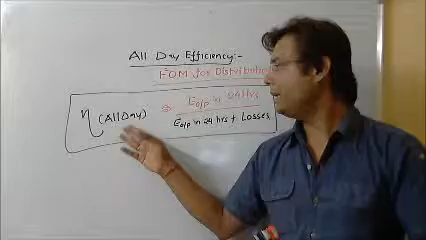 All Day Efficiency:-
FOM for Distribution
η (All Day) ⇒ Eo/p in 24 hrs
Eo/p in 24 hrs + Losses